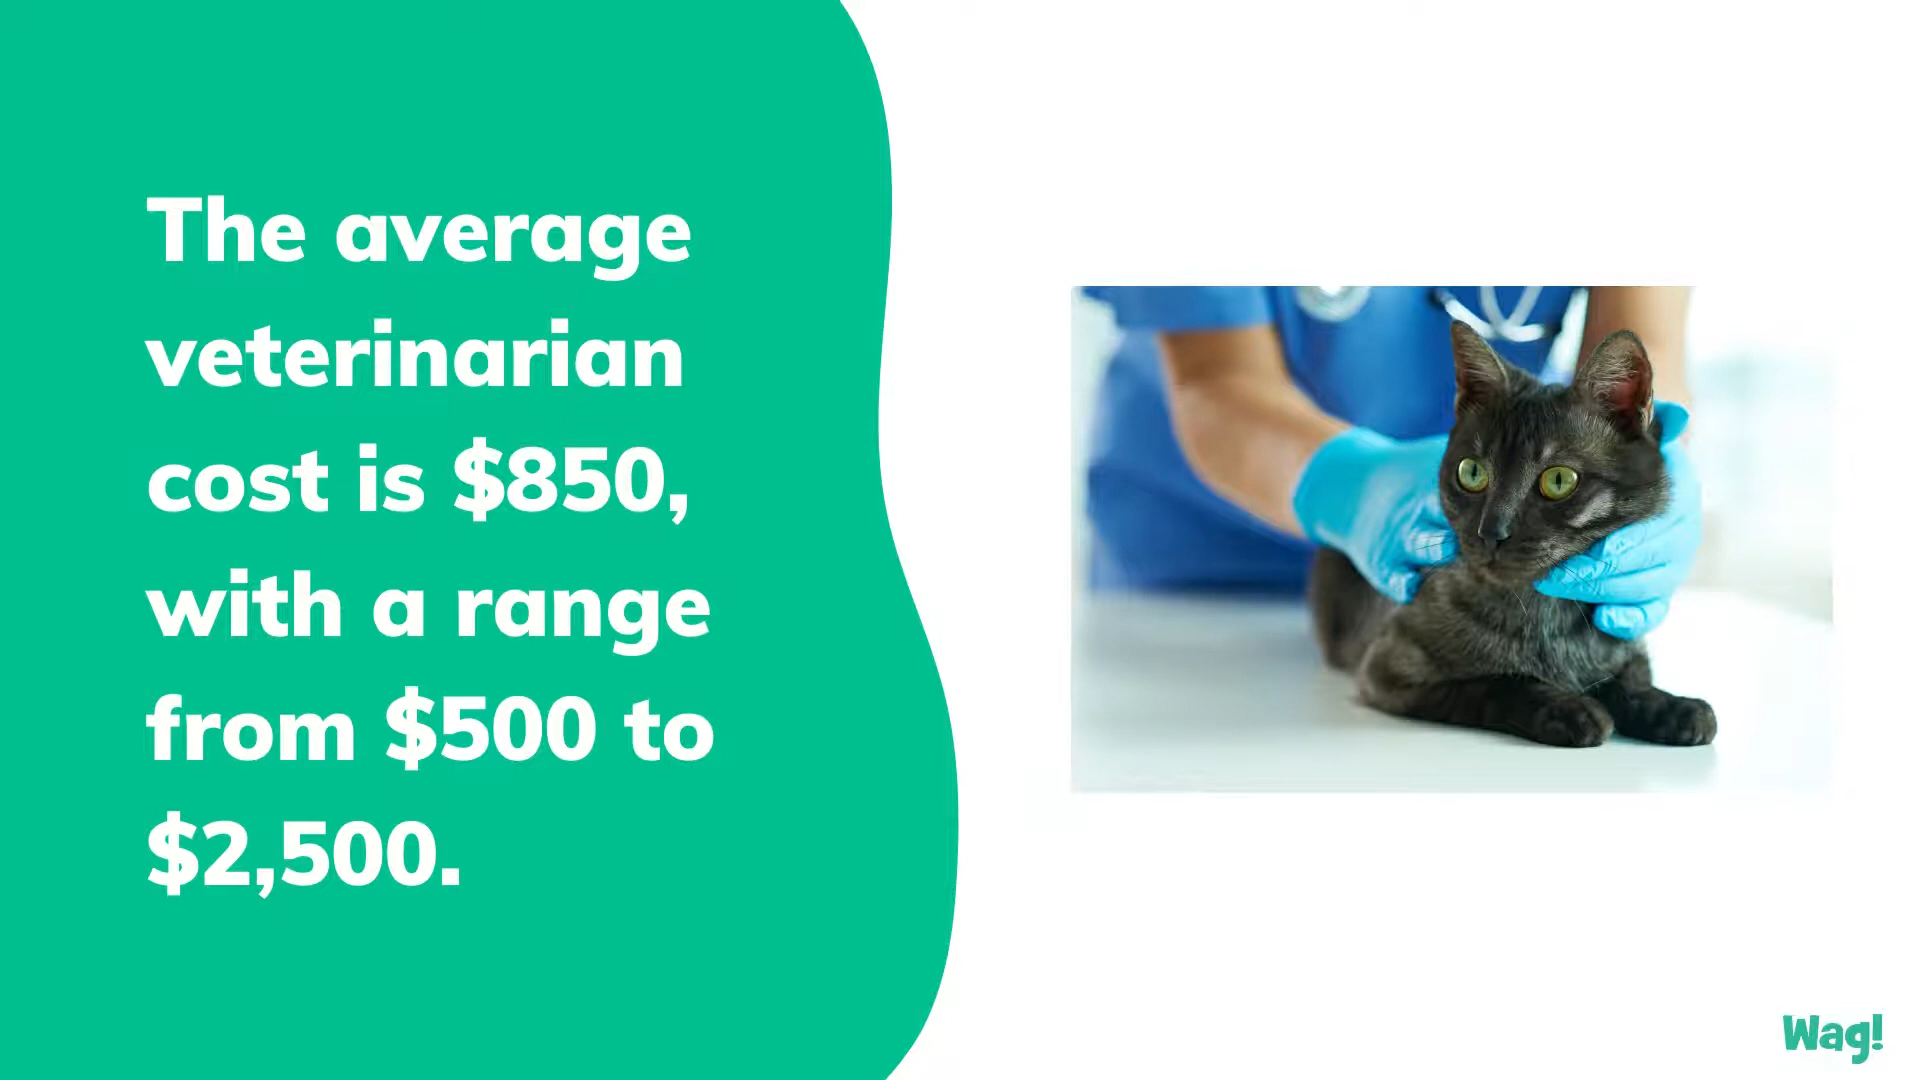 The average
veterinarian
cost is $850,
with a range
from $500 to
$2,500.
Wag!